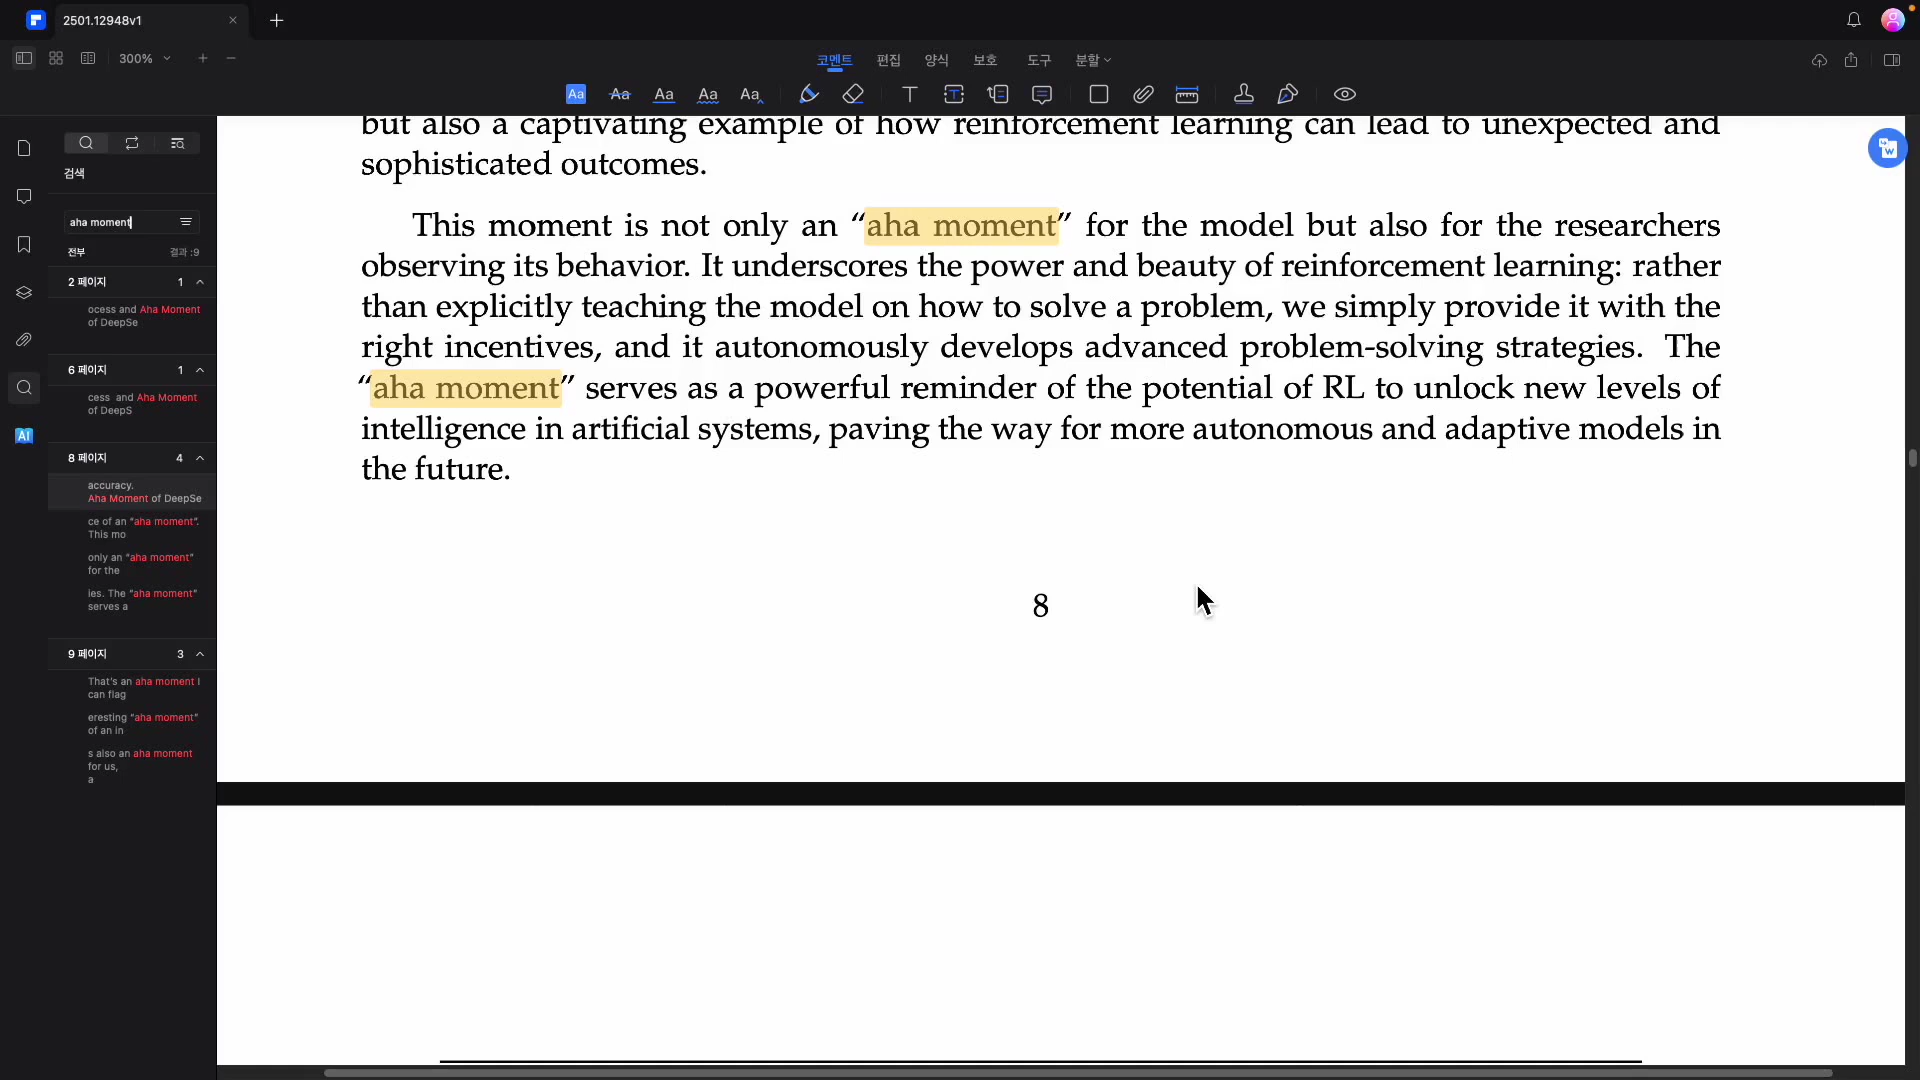 2501.12948v1
300%
코멘트 편집 양식 보호 도구 분할
Aa Aa Aa Aa Aa T T
검색
aha moment
전부 결과 :9
2 페이지 1
ocess and Aha Moment
of DeepSe
6 페이지 1
cess and Aha Moment
of DeepS
8 페이지 4
accuracy.
Aha Moment of DeepSe
ce of an “aha moment”.
This mo
only an “aha moment”
for the
ies. The “aha moment”
serves a
9 페이지 3
That's an aha moment I
can flag
eresting “aha moment”
of an in
s also an aha moment
for us,
a
AI
W
but also a captivating example of how reinforcement learning can lead to unexpected and
sophisticated outcomes.
This moment is not only an “aha moment” for the model but also for the researchers
observing its behavior. It underscores the power and beauty of reinforcement learning: rather
than explicitly teaching the model on how to solve a problem, we simply provide it with the
right incentives, and it autonomously develops advanced problem-solving strategies. The
“aha moment” serves as a powerful reminder of the potential of RL to unlock new levels of
intelligence in artificial systems, paving the way for more autonomous and adaptive models in
the future.
8